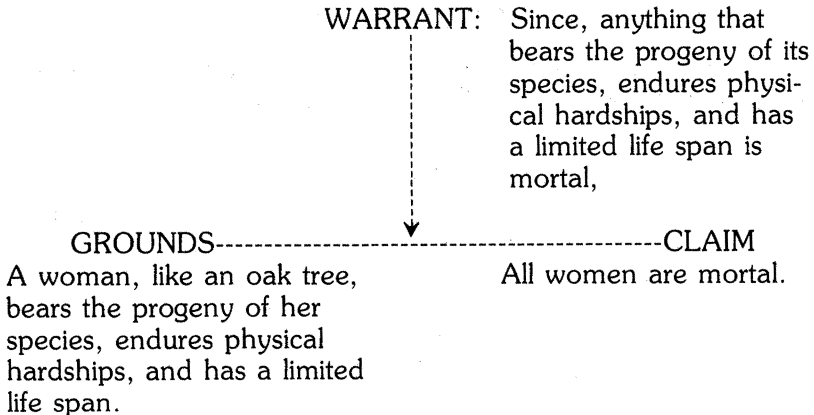 WARRANT: Since, anything that
bears the progeny of its
species, endures physi-
cal hardships, and has
a limited life span is
mortal,
GROUNDS-----------------------------------------------CLAIM
A woman, like an oak tree,
bears the progeny of her
species, endures physical
hardships, and has a limited
life span.
All women are mortal.